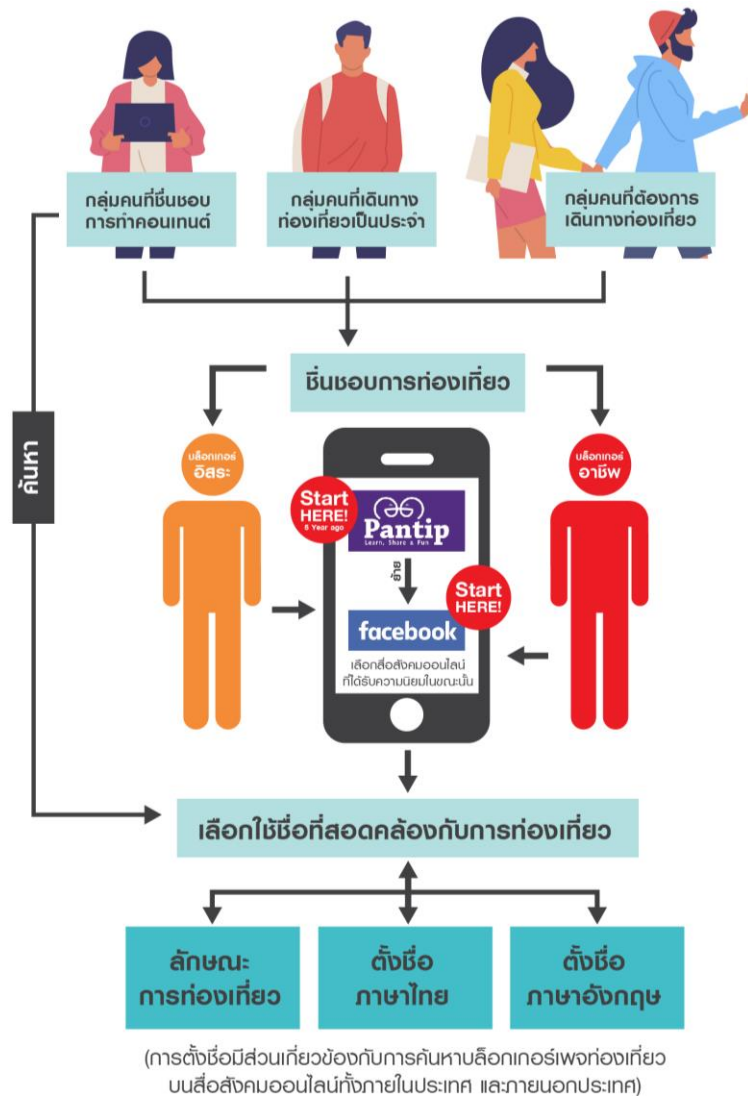 กลุ่มคนที่ชื่นชอบ
การทำคอนเทนต์
กลุ่มคนที่เดินทาง
ท่องเที่ยวเป็นประจำ
กลุ่มคนที่ต้องการ
เดินทางท่องเที่ยว
ชื่นชอบการท่องเที่ยว
ค้นหา
บล็อกเกอร์
อิสระ
บล็อกเกอร์
อาชีพ
Start
HERE!
8 Year ago
Pantip
Learn, Share & Fun
ย้าย
Start
HERE!
facebook
เลือกสื่อสังคมออนไลน์
ที่ได้รับความนิยมในขณะนั้น
เลือกใช้ชื่อที่สอดคล้องกับการท่องเที่ยว
ลักษณะ
การท่องเที่ยว
ตั้งชื่อ
ภาษาไทย
ตั้งชื่อ
ภาษาอังกฤษ
(การตั้งชื่อมีส่วนเกี่ยวข้องกับการค้นหาบล็อกเกอร์เพจท่องเที่ยว
บนสื่อสังคมออนไลน์ทั้งภายในประเทศ และภายนอกประเทศ)